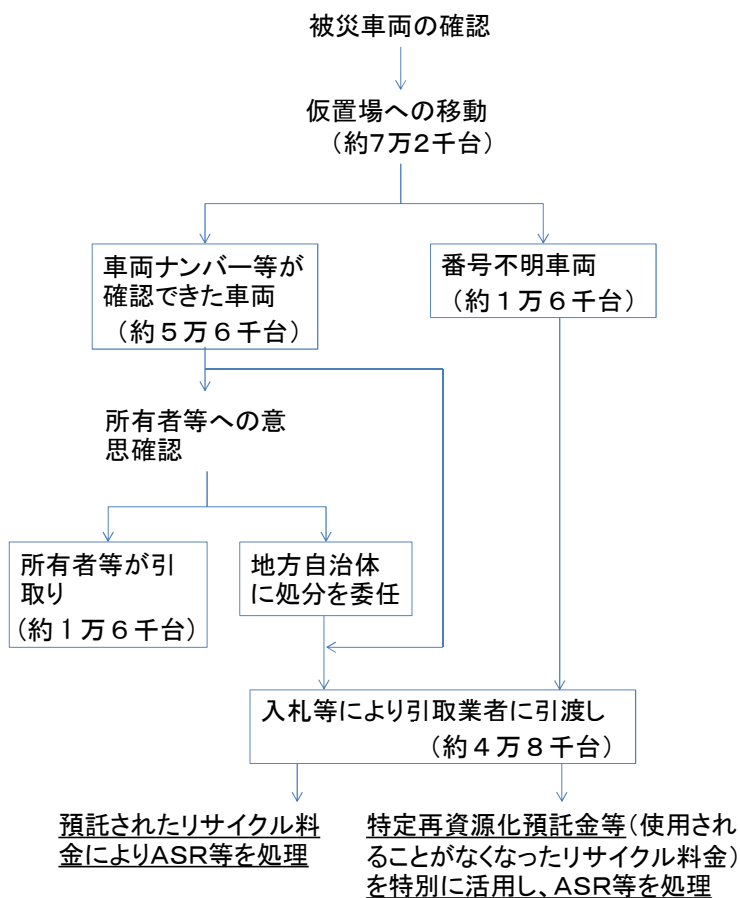 被災車両の確認
仮置場への移動
（約7万2千台）
車両ナンバー等が
確認できた車両
（約５万６千台）
番号不明車両
（約１万６千台）
所有者等への意
思確認
所有者等が引
取り
（約１万６千台）
地方自治体
に処分を委任
入札等により引取業者に引渡し
（約４万８千台）
預託されたリサイクル料
金によりASR等を処理
特定再資源化預託金等（使用され
ることがなくなったリサイクル料金）
を特別に活用し、ASR等を処理